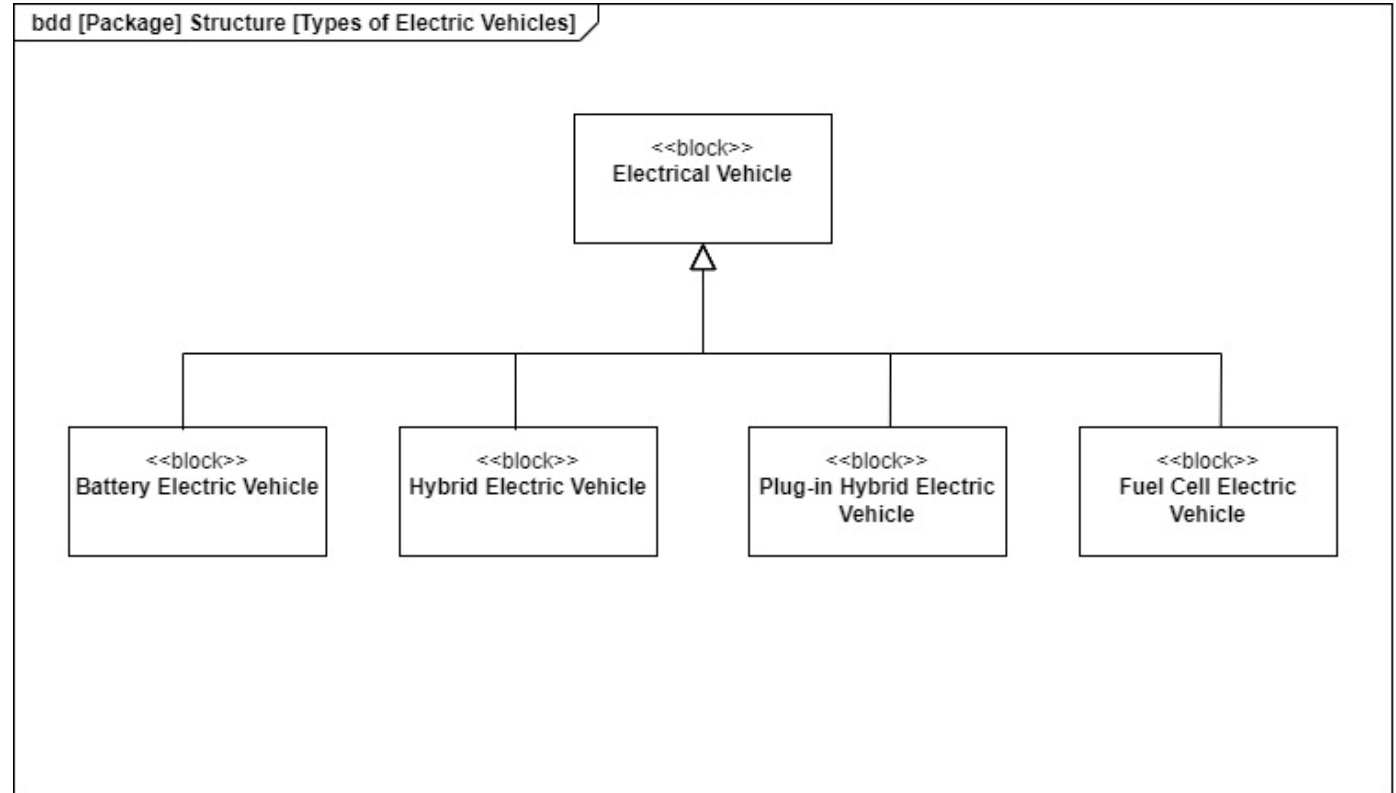 bdd [Package] Structure [Types of Electric Vehicles]
<<block>>
Electrical Vehicle
<<block>>
Battery Electric Vehicle
<<block>>
Hybrid Electric Vehicle
<<block>>
Plug-in Hybrid Electric
Vehicle
<<block>>
Fuel Cell Electric
Vehicle